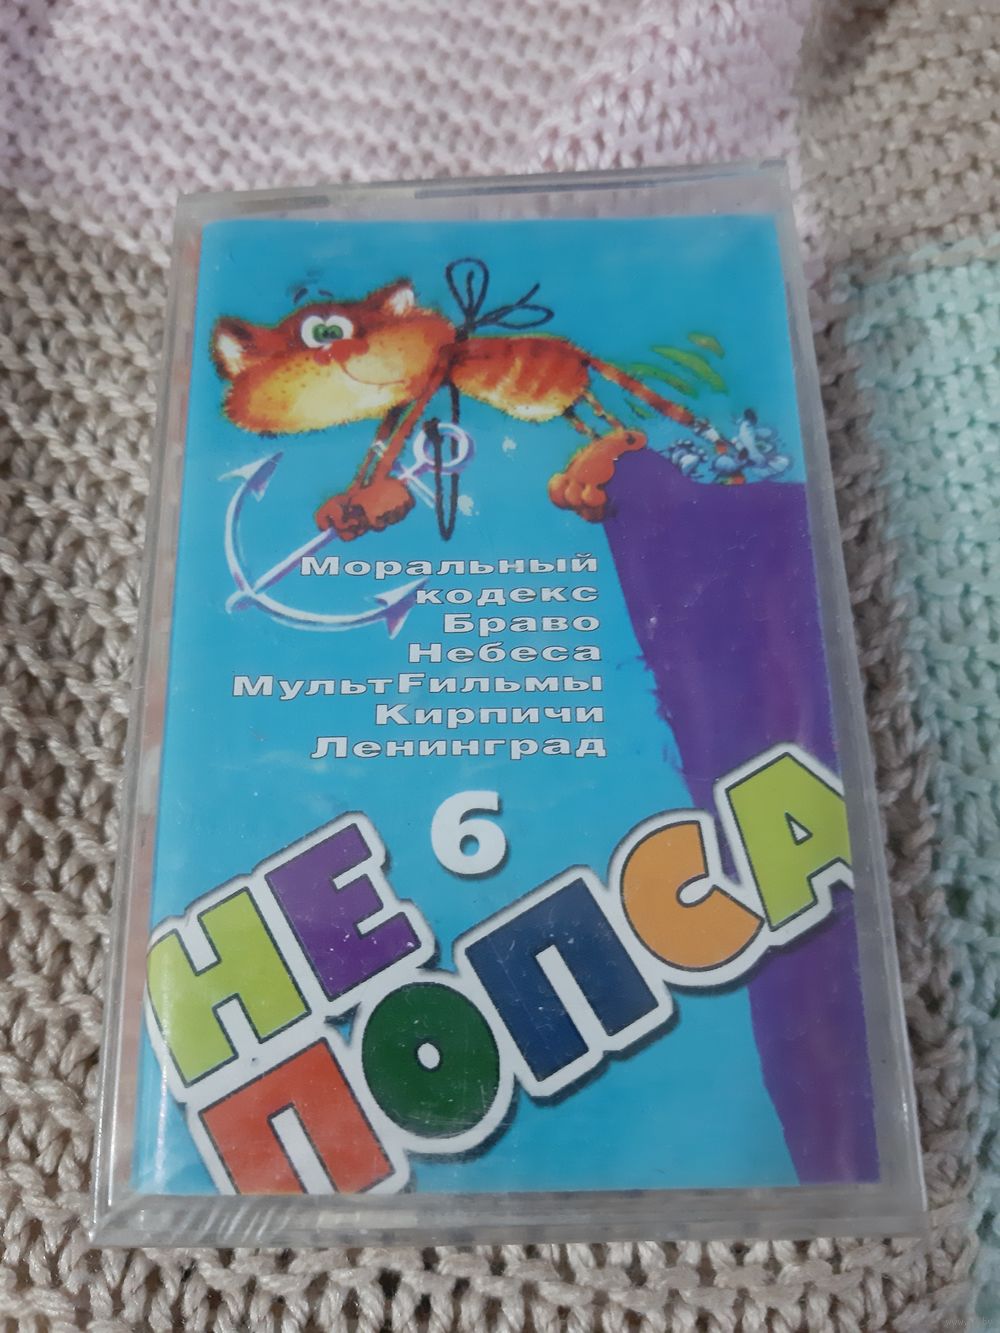 Моральный
кодекс
Браво
Небеса
МультFильмы
Кирпичи
Ленинград
6
НЕ
ПОПСА